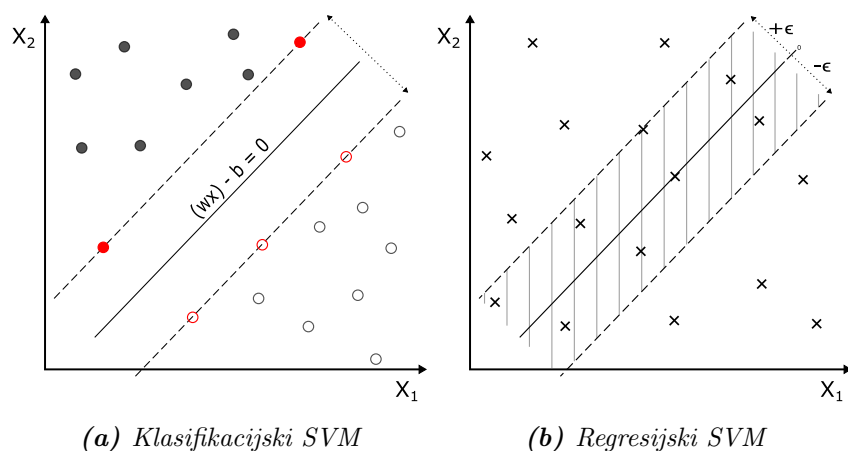 X₂
(wx) - b = 0
X₁
(a) Klasifikacijski SVM
X₂
+ϵ
-ϵ
X₁
(b) Regresijski SVM